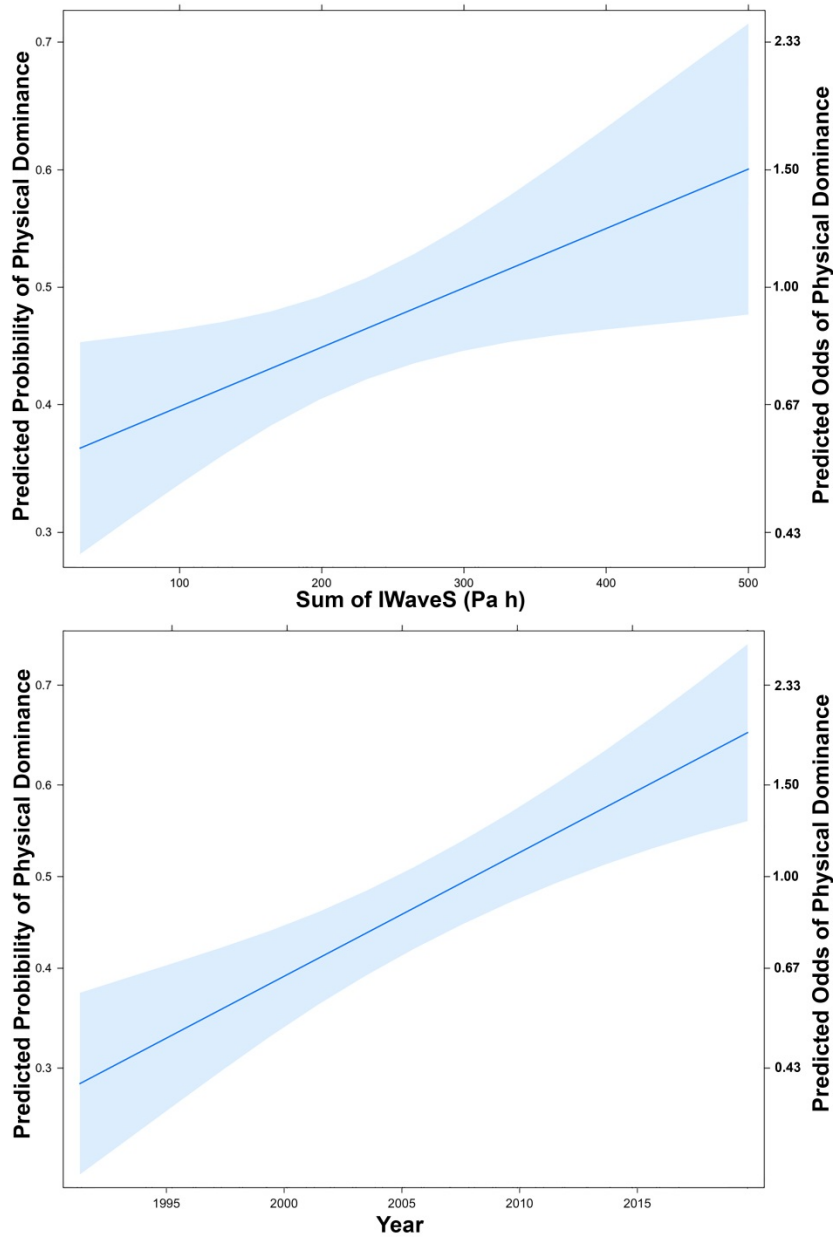 Predicted Probibility of Physical Dominance
0.7
0.6
0.5
0.4
0.3
2.33
1.50
1.00
0.67
0.43
Predicted Odds of Physical Dominance
100 200 300 400 500
Sum of IWaveS (Pa h)
Predicted Probibility of Physical Dominance
0.7
0.6
0.5
0.4
0.3
2.33
1.50
1.00
0.67
0.43
Predicted Odds of Physical Dominance
1995 2000 2005 2010 2015
Year